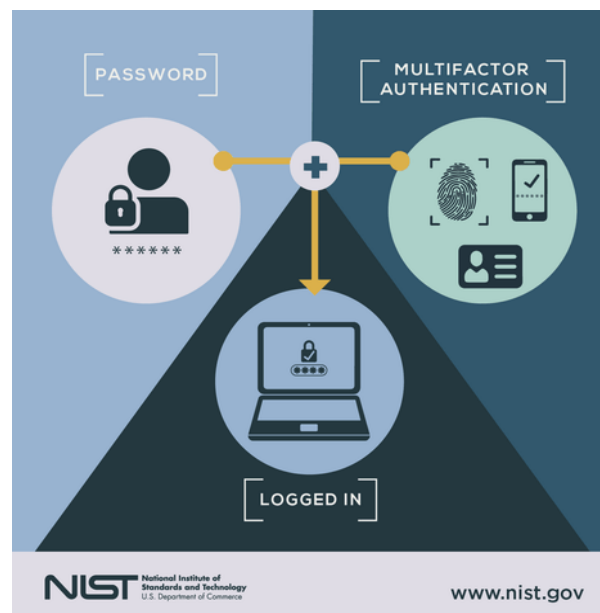 PASSWORD
MULTIFACTOR
AUTHENTICATION
******
LOGGED IN
NIST
National Institute of
Standards and Technology
U.S. Department of Commerce
www.nist.gov